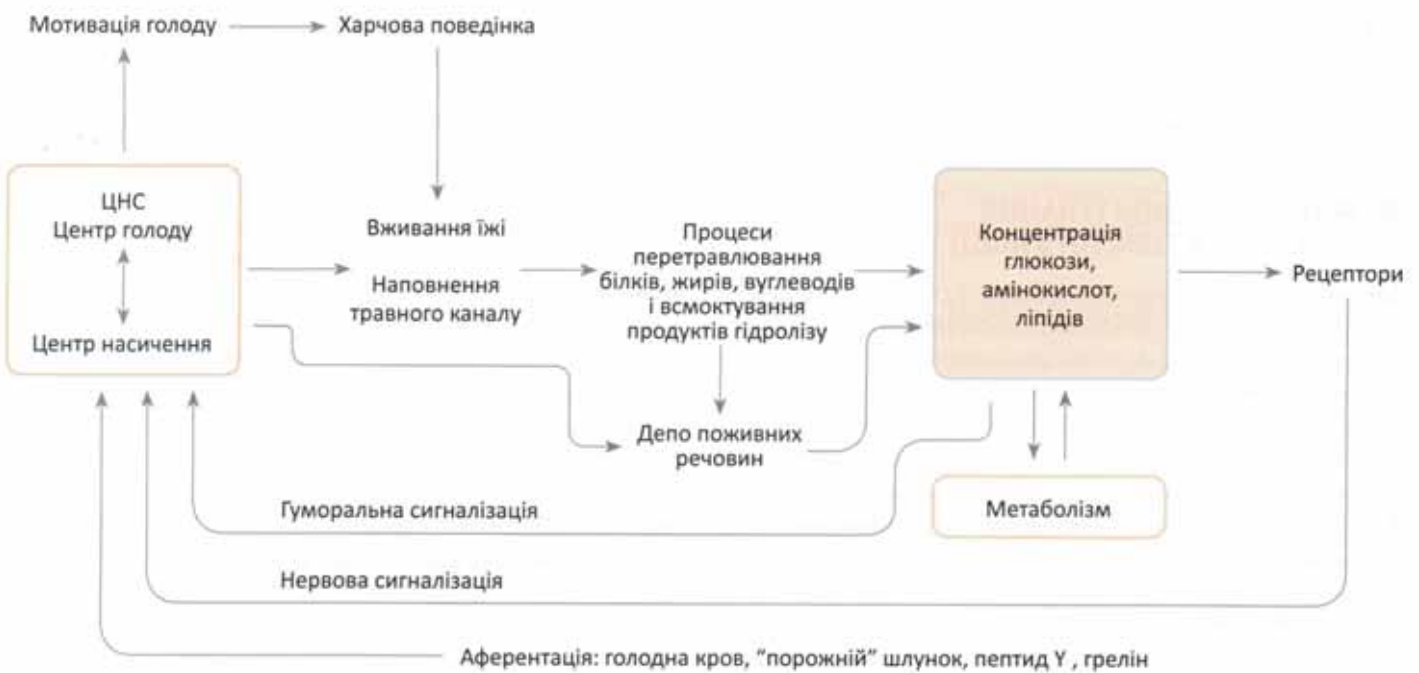 Мотивація голоду
Харчова поведінка
ЦНС
Центр голоду
Центр насичення
Вживання їжі
Наповнення
травного каналу
Процеси
перетравлювання
білків, жирів, вуглеводів
і всмоктування
продуктів гідролізу
Концентрація
глюкози,
амінокислот,
ліпідів
Рецептори
Депо поживних
речовин
Метаболізм
Гуморальна сигналізація
Нервова сигналізація
Аферентація: голодна кров, "порожній" шлунок, пептид Y , грелін